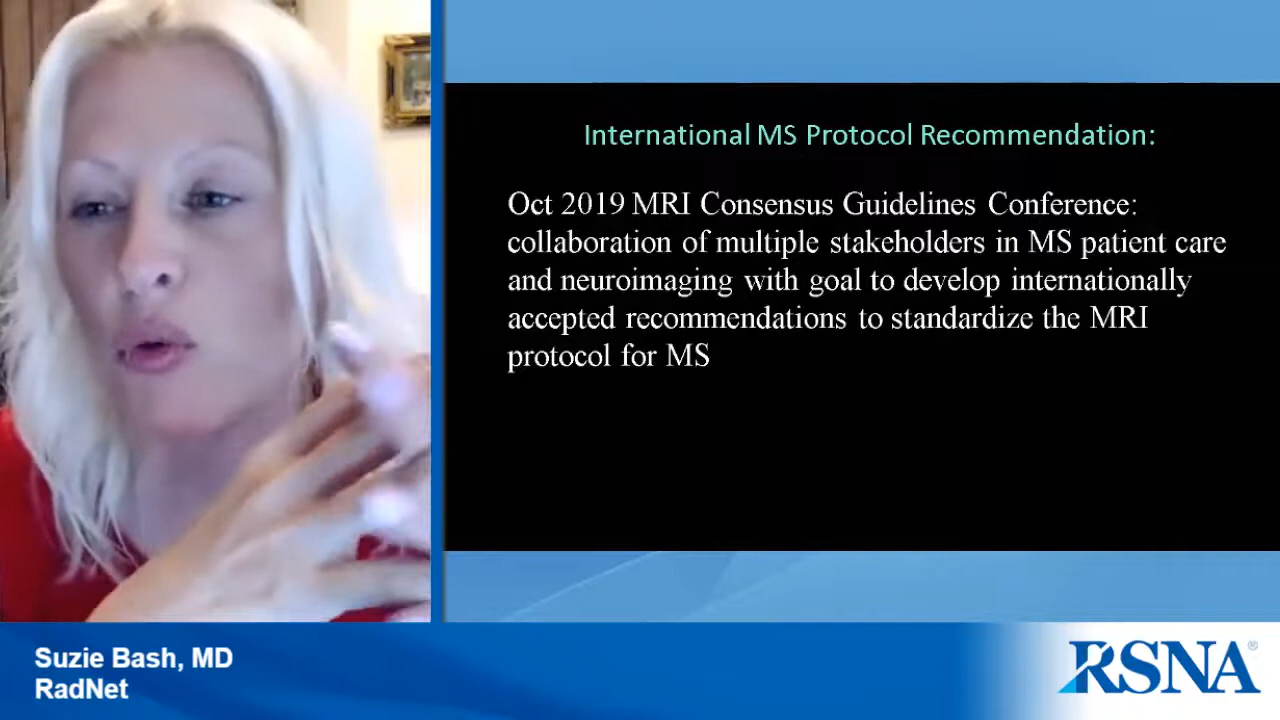 International MS Protocol Recommendation:
Oct 2019 MRI Consensus Guidelines Conference:
collaboration of multiple stakeholders in MS patient care
and neuroimaging with goal to develop internationally
accepted recommendations to standardize the MRI
protocol for MS
Suzie Bash, MD
RadNet
RSNA®